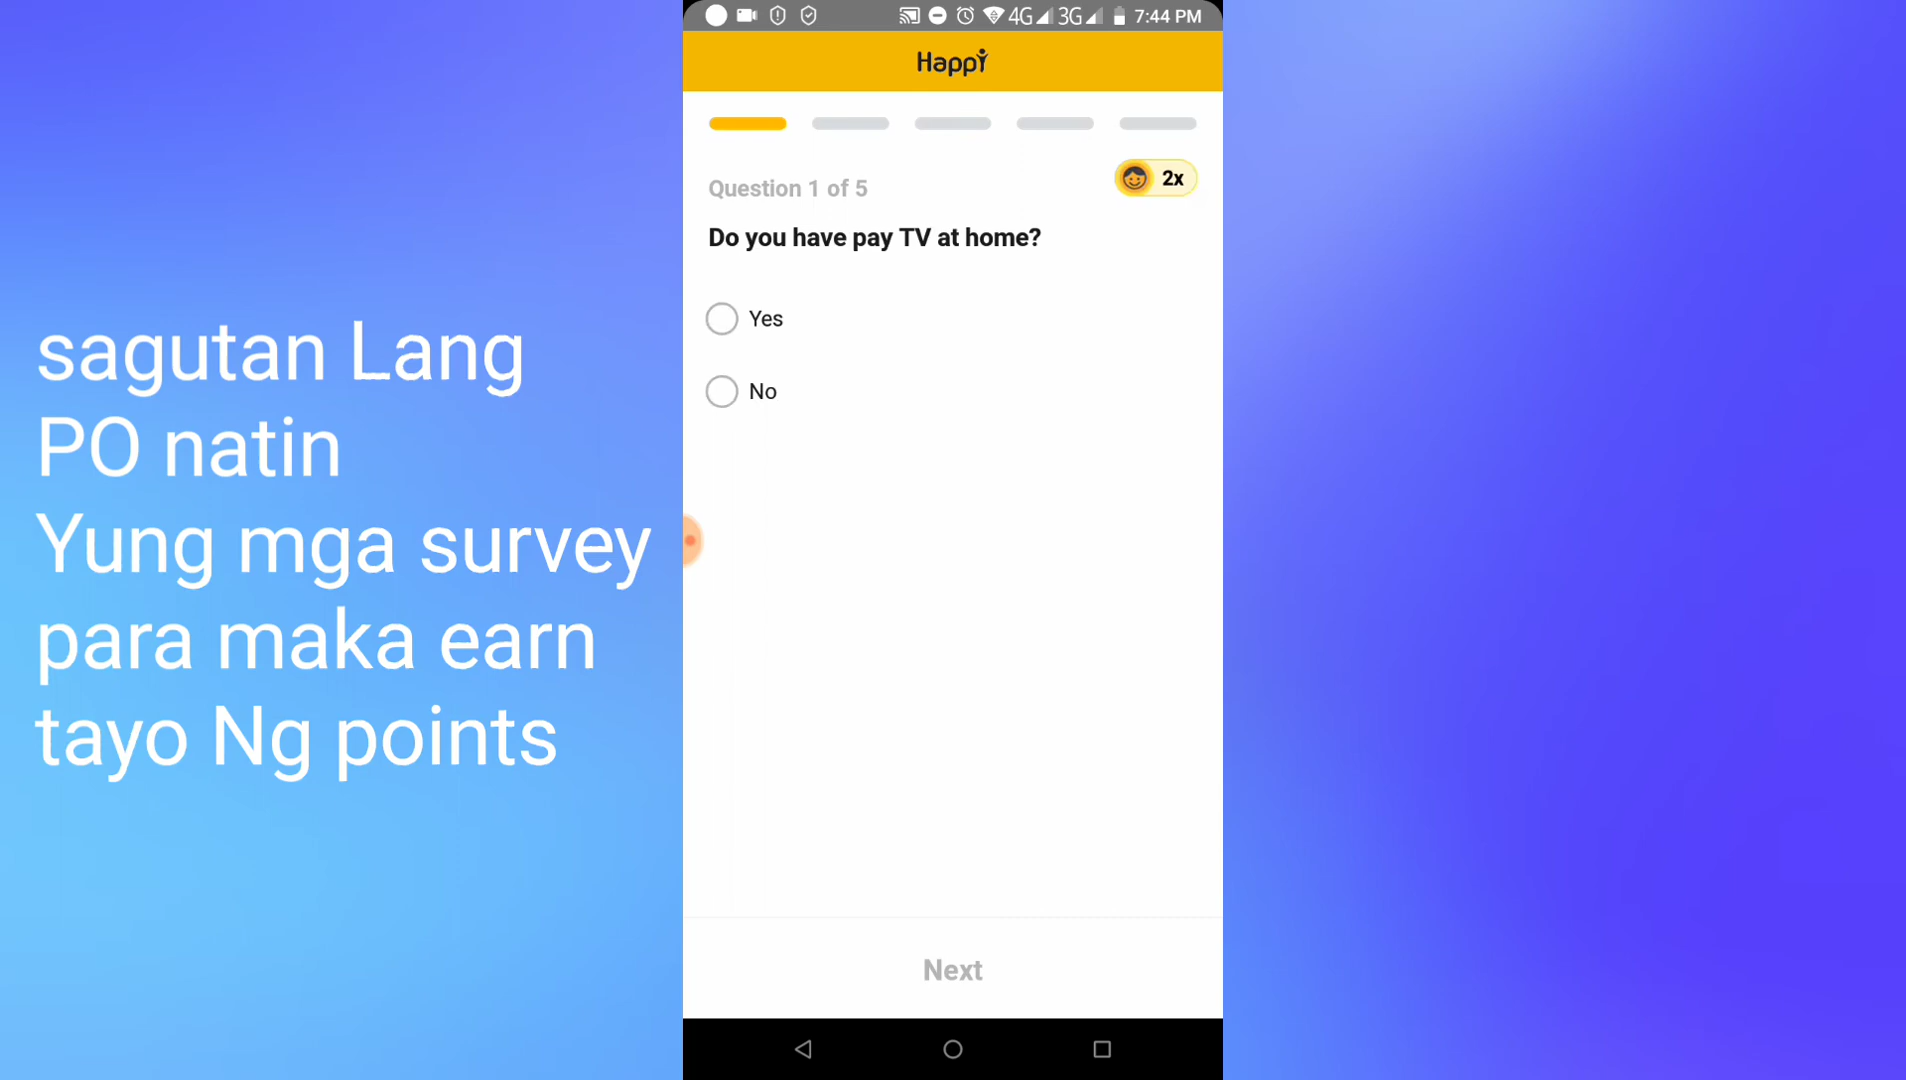 4G 3G 7:44 PM
Happy
Question 1 of 5
2x
Do you have pay TV at home?
Yes
No
Next
sagutan Lang
PO natin
Yung mga survey
para maka earn
tayo Ng points